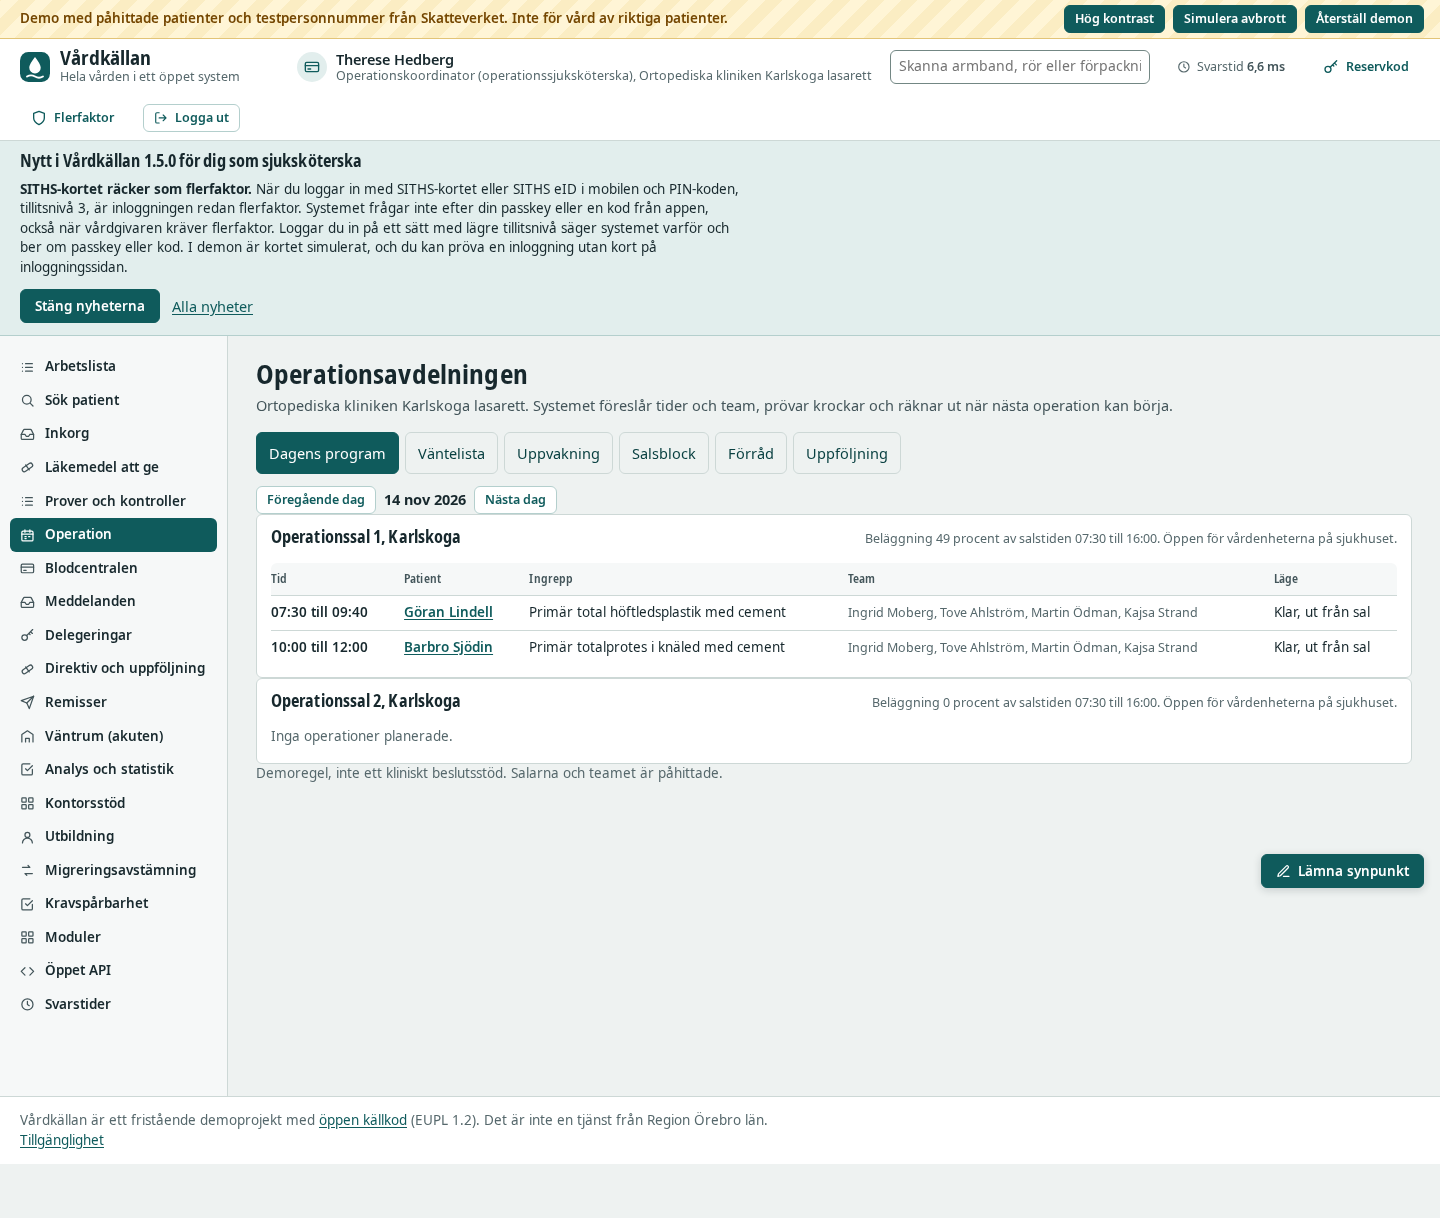 Demo med påhittade patienter och testpersonnummer från Skatteverket. Inte för vård av riktiga patienter.
Hög kontrast
Simulera avbrott
Återställ demon
Vårdkällan
Hela vården i ett öppet system
Therese Hedberg
Operationskoordinator (operationssjuksköterska), Ortopediska kliniken Karlskoga lasarett
Skanna armband, rör eller förpackni
Svarstid 6,6 ms
Reservkod
Flerfaktor
Logga ut
Nytt i Vårdkällan 1.5.0 för dig som sjuksköterska
SITHS-kortet räcker som flerfaktor. När du loggar in med SITHS-kortet eller SITHS eID i mobilen och PIN-koden,
tillitsnivå 3, är inloggningen redan flerfaktor. Systemet frågar inte efter din passkey eller en kod från appen,
också när vårdgivaren kräver flerfaktor. Loggar du in på ett sätt med lägre tillitsnivå säger systemet varför och
ber om passkey eller kod. I demon är kortet simulerat, och du kan pröva en inloggning utan kort på
inloggningssidan.
Stäng nyheterna
Alla nyheter
Arbetslista
Sök patient
Inkorg
Läkemedel att ge
Prover och kontroller
Operation
Blodcentralen
Meddelanden
Delegeringar
Direktiv och uppföljning
Remisser
Väntrum (akuten)
Analys och statistik
Kontorsstöd
Utbildning
Migreringsavstämning
Kravspårbarhet
Moduler
Öppet API
Svarstider
Operationsavdelningen
Ortopediska kliniken Karlskoga lasarett. Systemet föreslår tider och team, prövar krockar och räknar ut när nästa operation kan börja.
Dagens program
Väntelista
Uppvakning
Salsblock
Förråd
Uppföljning
Föregående dag
14 nov 2026
Nästa dag
Operationssal 1, Karlskoga
Beläggning 49 procent av salstiden 07:30 till 16:00. Öppen för vårdenheterna på sjukhuset.
Tid Patient Ingrepp Team Läge
07:30 till 09:40 Göran Lindell Primär total höftledsplastik med cement Ingrid Moberg, Tove Ahlström, Martin Ödman, Kajsa Strand Klar, ut från sal
10:00 till 12:00 Barbro Sjödin Primär totalprotes i knäled med cement Ingrid Moberg, Tove Ahlström, Martin Ödman, Kajsa Strand Klar, ut från sal
Operationssal 2, Karlskoga
Beläggning 0 procent av salstiden 07:30 till 16:00. Öppen för vårdenheterna på sjukhuset.
Inga operationer planerade.
Demoregel, inte ett kliniskt beslutsstöd. Salarna och teamet är påhittade.
Lämna synpunkt
Vårdkällan är ett fristående demoprojekt med öppen källkod (EUPL 1.2). Det är inte en tjänst från Region Örebro län.
Tillgänglighet